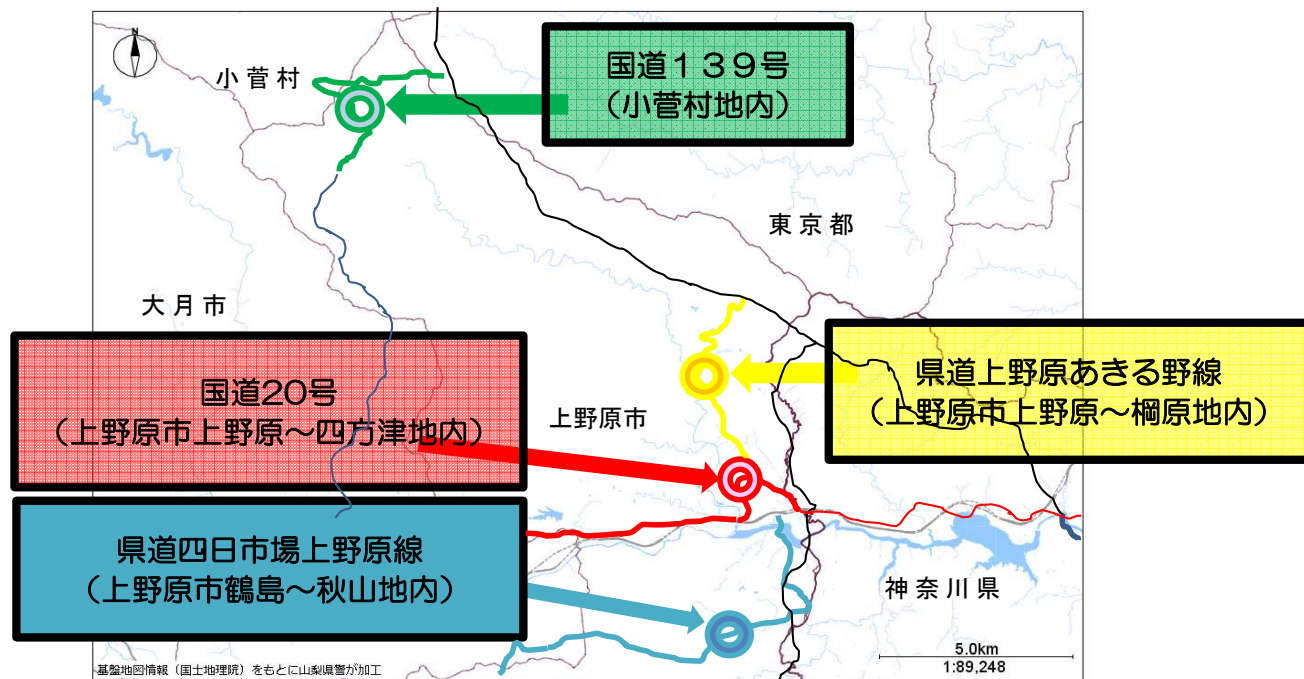 N
小菅村
国道139号
（小菅村地内）
東京都
大月市
国道20号
（上野原市上野原～四方津地内）
上野原市
県道上野原あきる野線
（上野原市上野原～棡原地内）
県道四日市場上野原線
（上野原市鶴島～秋山地内）
神奈川県
5.0km
1:89,248
基盤地図情報（国土地理院）をもとに山梨県警が加工